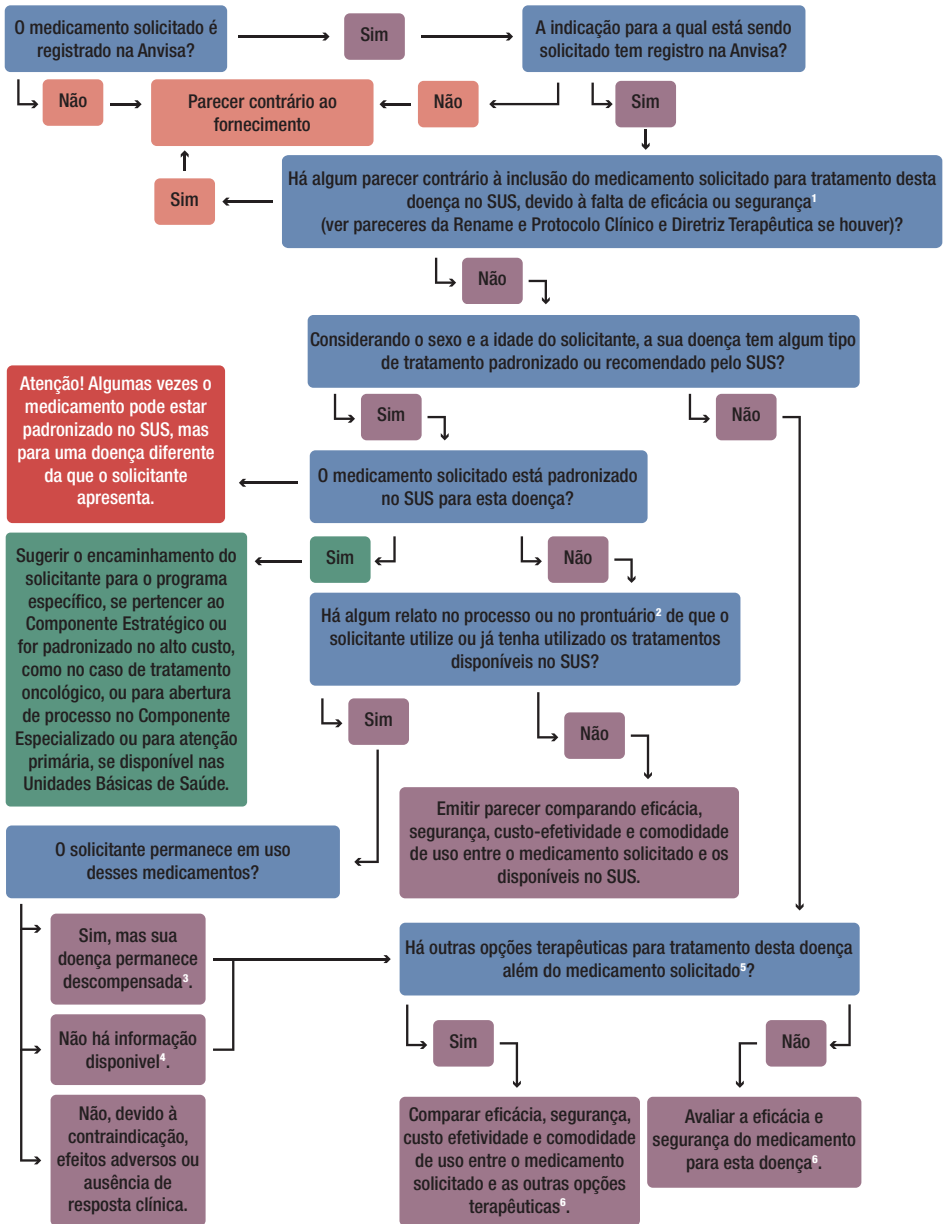 O medicamento solicitado é
registrado na Anvisa?
Sim
A indicação para a qual está sendo
solicitado tem registro na Anvisa?
Não
Parecer contrário ao
fornecimento
Não
Sim
Sim
Há algum parecer contrário à inclusão do medicamento solicitado para tratamento desta
doença no SUS, devido à falta de eficácia ou segurança¹
(ver pareceres da Rename e Protocolo Clínico e Diretriz Terapêutica se houver)?
Não
Considerando o sexo e a idade do solicitante, a sua doença tem algum tipo
de tratamento padronizado ou recomendado pelo SUS?
Atenção! Algumas vezes o
medicamento pode estar
padronizado no SUS, mas
para uma doença diferente
da que o solicitante
apresenta.
Sim
Não
O medicamento solicitado está padronizado
no SUS para esta doença?
Sugerir o encaminhamento do
solicitante para o programa
específico, se pertencer ao
Componente Estratégico ou
for padronizado no alto custo,
como no caso de tratamento
oncológico, ou para abertura
de processo no Componente
Especializado ou para atenção
primária, se disponível nas
Unidades Básicas de Saúde.
Sim
Não
Há algum relato no processo ou no prontuário² de que o
solicitante utilize ou já tenha utilizado os tratamentos
disponíveis no SUS?
Sim
Não
Emitir parecer comparando eficácia,
segurança, custo-efetividade e comodidade
de uso entre o medicamento solicitado e os
disponíveis no SUS.
O solicitante permanece em uso
desses medicamentos?
Sim, mas sua
doença permanece
descompensada³.
Não há informação
disponivel⁴.
Não, devido à
contraindicação,
efeitos adversos ou
ausência de
resposta clínica.
Há outras opções terapêuticas para tratamento desta doença
além do medicamento solicitado⁵?
Sim
Não
Comparar eficácia, segurança,
custo efetividade e comodidade
de uso entre o medicamento
solicitado e as outras opções
terapêuticas⁶.
Avaliar a eficácia e
segurança do medicamento
para esta doença⁶.